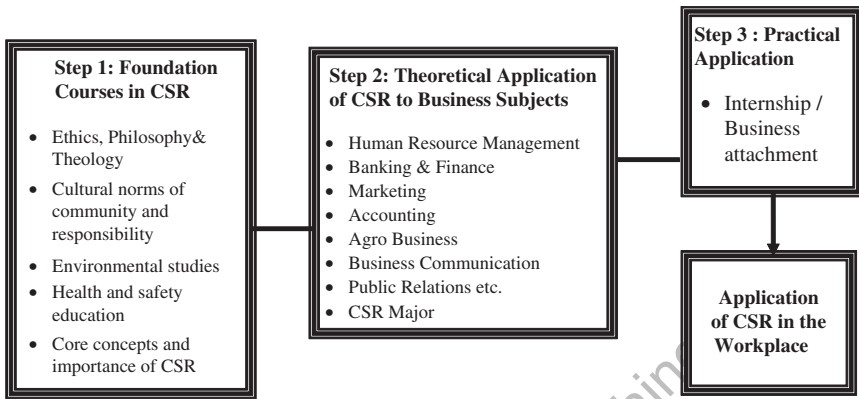 Step 1: Foundation
Courses in CSR
• Ethics, Philosophy&
Theology
• Cultural norms of
community and
responsibility
• Environmental studies
• Health and safety
education
• Core concepts and
importance of CSR
Step 2: Theoretical Application
of CSR to Business Subjects
• Human Resource Management
• Banking & Finance
• Marketing
• Accounting
• Agro Business
• Business Communication
• Public Relations etc.
• CSR Major
Step 3 : Practical
Application
• Internship /
Business
attachment
Application
of CSR in the
Workplace